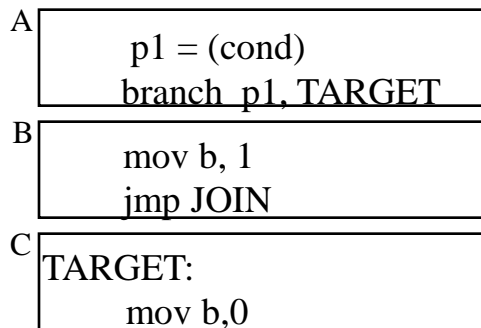 A
p1 = (cond)
branch p1, TARGET
B
mov b, 1
jmp JOIN
C
TARGET:
mov b,0